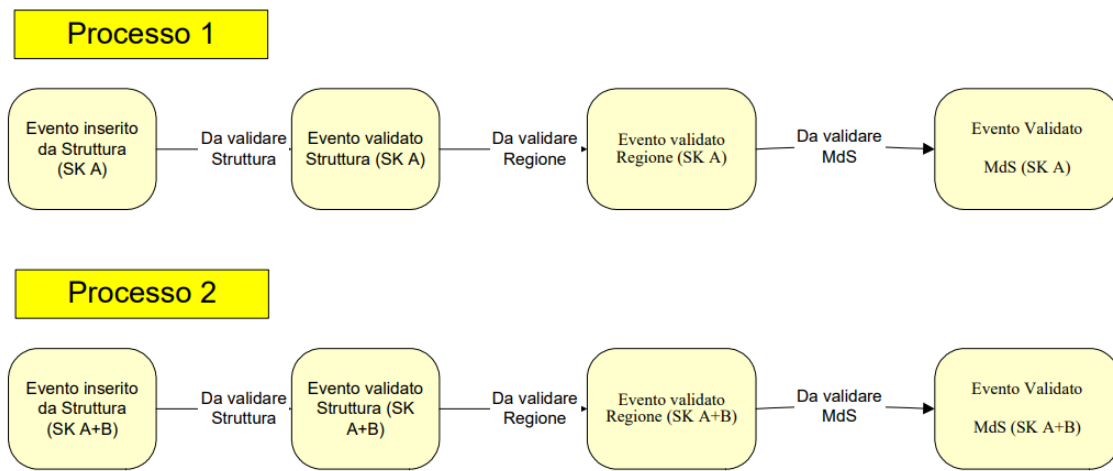 Processo 1
Evento inserito
da Struttura
(SK A)
Da validare
Struttura
Evento validato
Struttura (SK A)
Da validare
Regione
Evento validato
Regione (SK A)
Da validare
MdS
Evento Validato
MdS (SK A)
Processo 2
Evento inserito
da Struttura
(SK A+B)
Da validare
Struttura
Evento validato
Struttura (SK
A+B)
Da validare
Regione
Evento validato
Regione (SK A+B)
Da validare
MdS
Evento Validato
MdS (SK A+B)